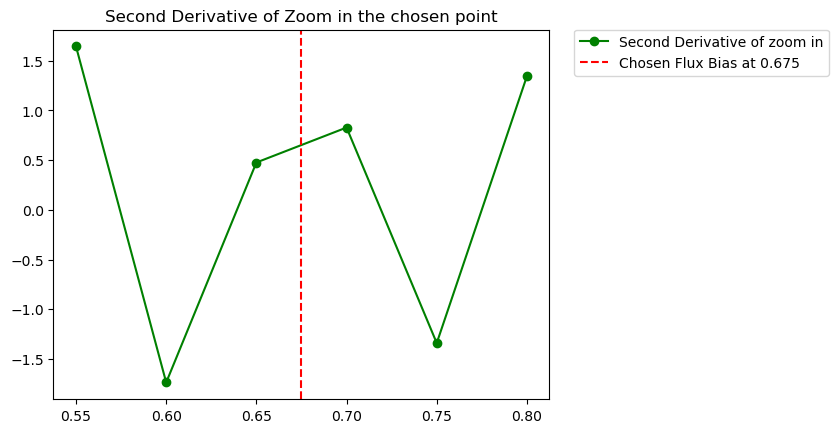 Second Derivative of Zoom in the chosen point
Second Derivative of zoom in
Chosen Flux Bias at 0.675
1.5
1.0
0.5
0.0
−0.5
−1.0
−1.5
0.55 0.60 0.65 0.70 0.75 0.80